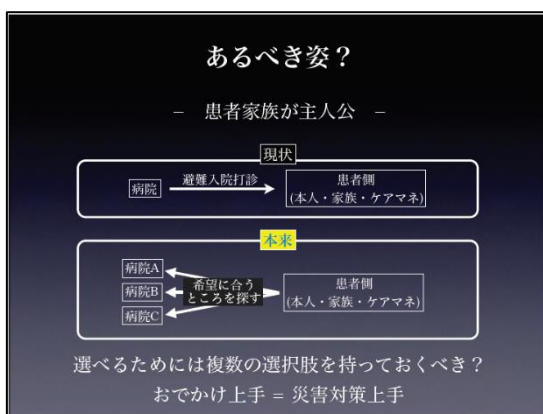 あるべき姿？
– 患者家族が主人公 –
現状
病院
避難入院打診
患者側
(本人・家族・ケアマネ)
本来
病院A
病院B
病院C
希望に合う
ところを探す
患者側
(本人・家族・ケアマネ)
選べるためには複数の選択肢を持っておくべき？
おでかけ上手 = 災害対策上手